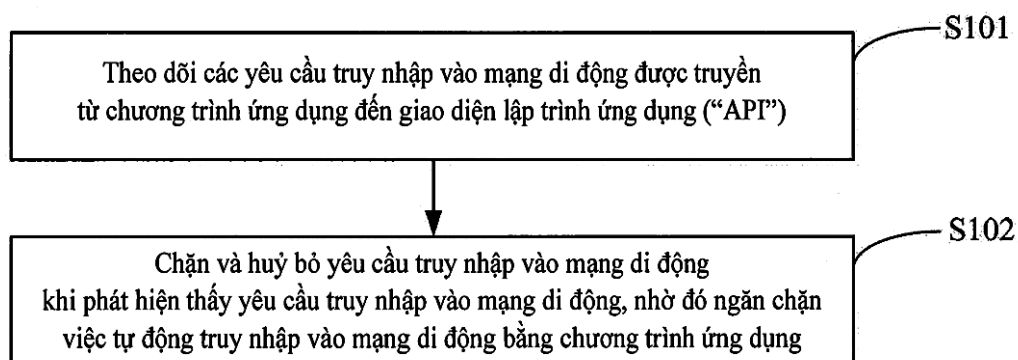 S101
Theo dõi các yêu cầu truy nhập vào mạng di động được truyền
từ chương trình ứng dụng đến giao diện lập trình ứng dụng (“API”)
S102
Chặn và huỷ bỏ yêu cầu truy nhập vào mạng di động
khi phát hiện thấy yêu cầu truy nhập vào mạng di động, nhờ đó ngăn chặn
việc tự động truy nhập vào mạng di động bằng chương trình ứng dụng